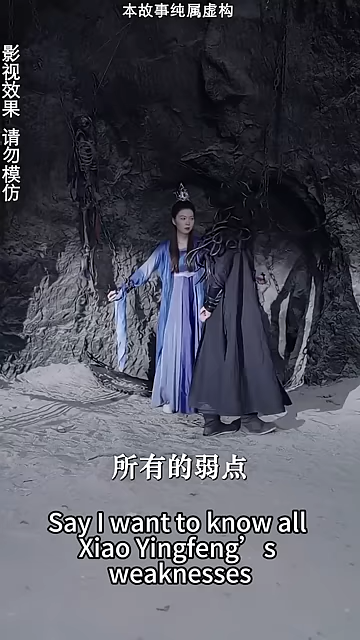 本故事纯属虚构
影视效果 请勿模仿
所有的弱点
Say I want to know all
Xiao Yingfeng’s
weaknesses